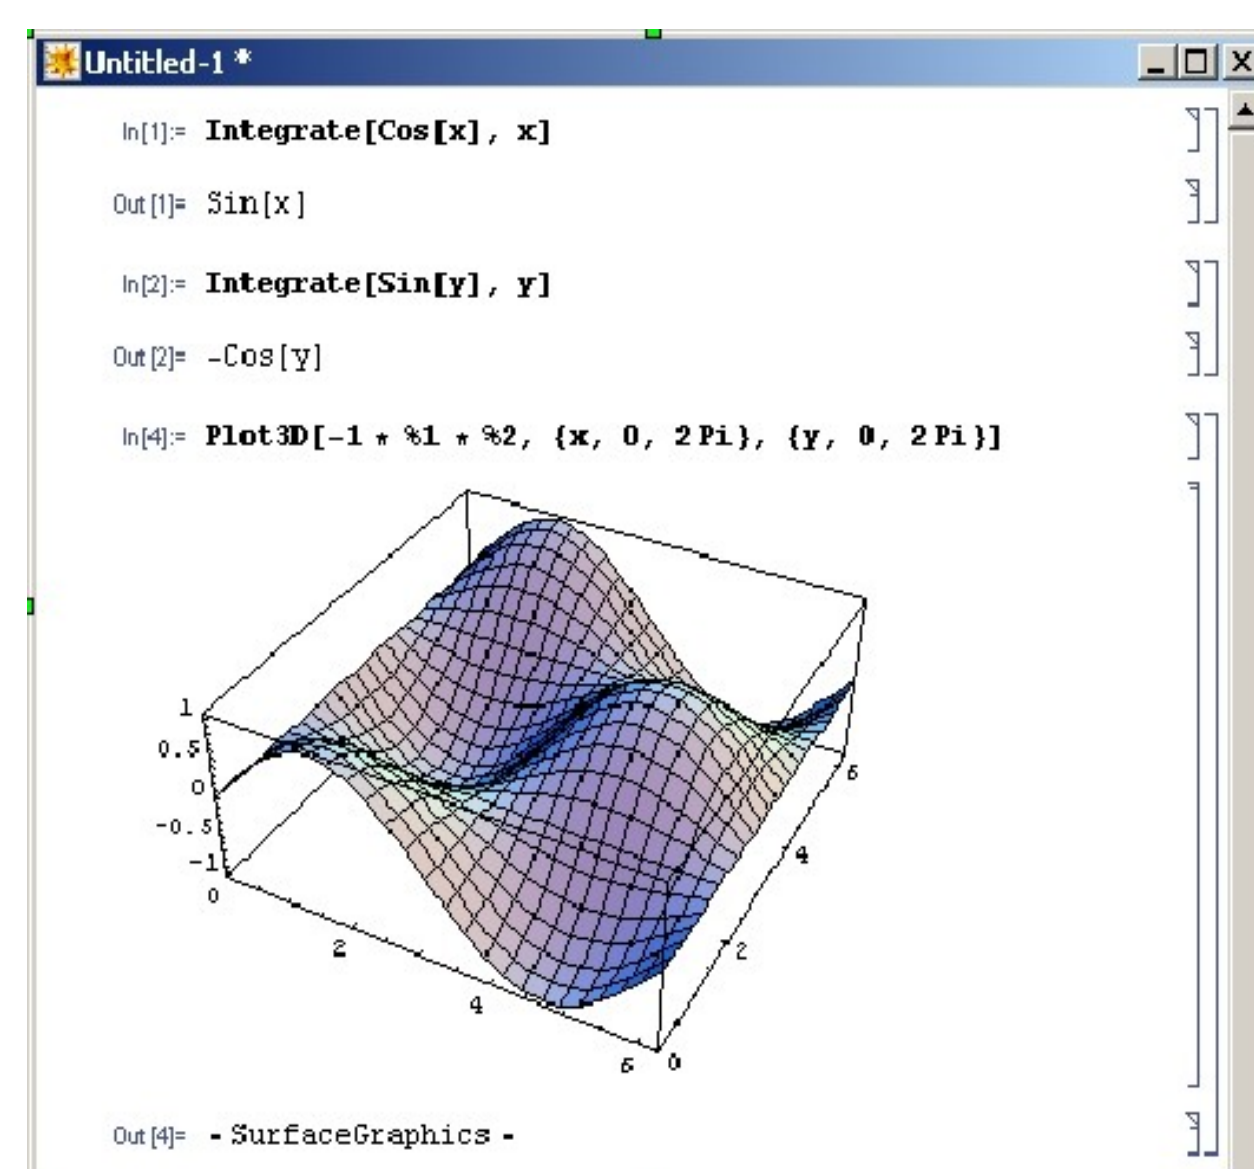 Untitled-1 *
In[1]:= Integrate[Cos[x], x]
Out[1]= Sin[x]
In[2]:= Integrate[Sin[y], y]
Out[2]= -Cos[y]
In[4]:= Plot3D[-1 * %1 * %2, {x, 0, 2 Pi}, {y, 0, 2 Pi}]
1
0.5
0
-0.5
-1
0
2
4
6
0
2
4
6
Out[4]= - SurfaceGraphics -